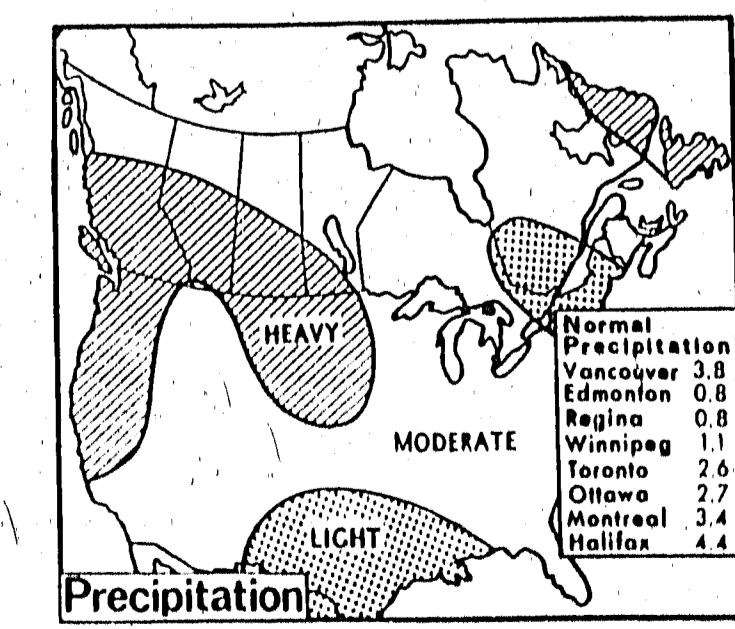 HEAVY
MODERATE
LIGHT
Precipitation
Normal
Precipitation
Vancouver 3.8
Edmonton 0.8
Regina 0.8
Winnipeg 1.1
Toronto 2.6
Ottawa 2.7
Montreal 3.4
Halifax 4.4